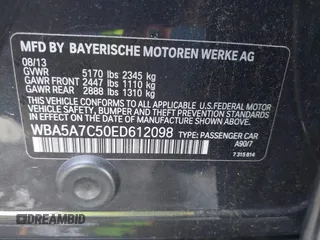 MFD BY BAYERISCHE MOTOREN WERKE AG
08/13
GVWR 5170 lbs 2345 kg
GAWR FRONT 2447 lbs 1110 kg
GAWR REAR 2888 lbs 1310 kg
THIS VEHICLE CONFORMS TO ALL APPLICABLE FEDERAL
MOTOR VEHICLE SAFETY, BUMPER, AND THEFT PREVENTION
STANDARDS IN EFFECT ON THE DATE OF MANUFACTURE
SHOWN ABOVE.
WBA5A7C50ED612098 TYPE: PASSENGER CAR
A90/7
7 315 814
DREAMBID